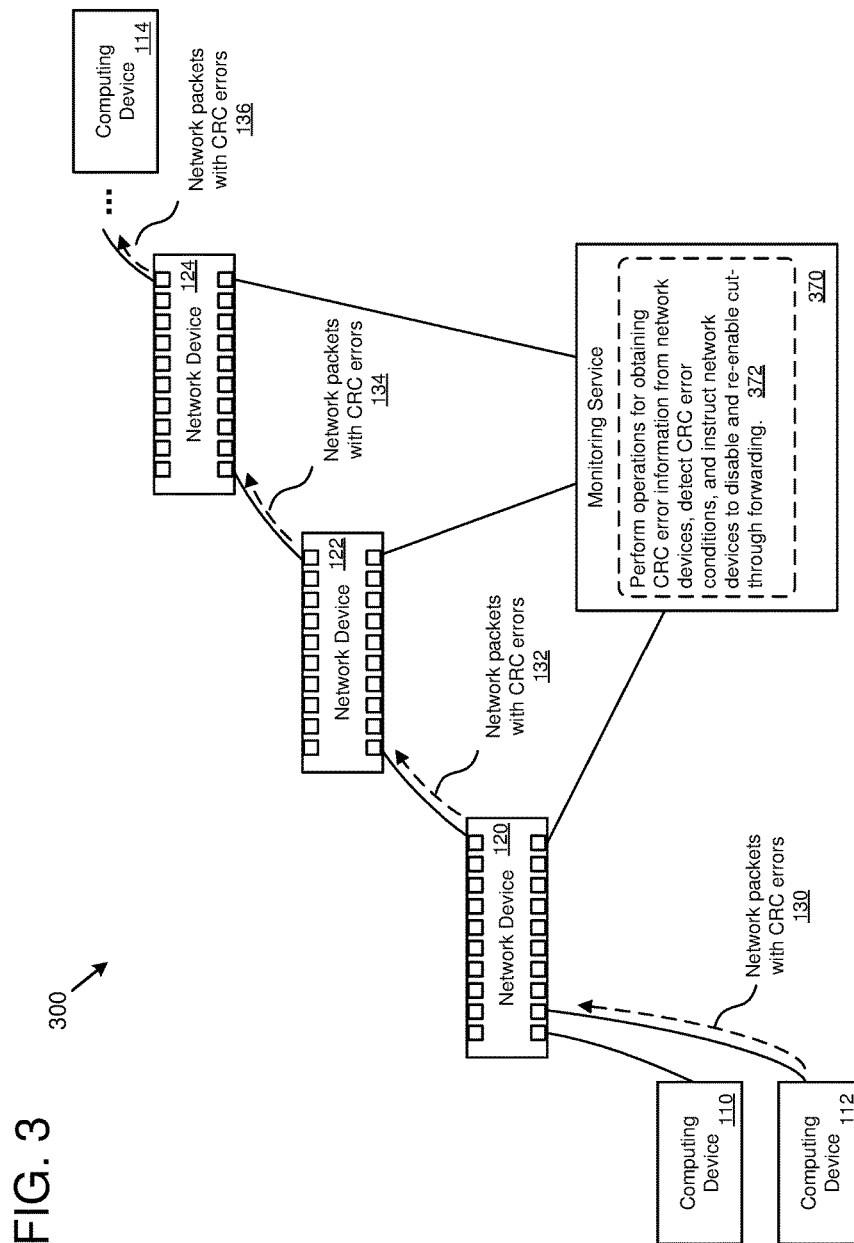 FIG. 3
300
Computing
Device
110
Computing
Device
112
Network packets
with CRC errors
130
Network Device
120
Network packets
with CRC errors
132
Network Device
122
Network packets
with CRC errors
134
Network Device
124
Network packets
with CRC errors
136
...
Computing
Device
114
Monitoring Service
Perform operations for obtaining
CRC error information from network
devices, detect CRC error
conditions, and instruct network
devices to disable and re-enable cut-
through forwarding.
372
370